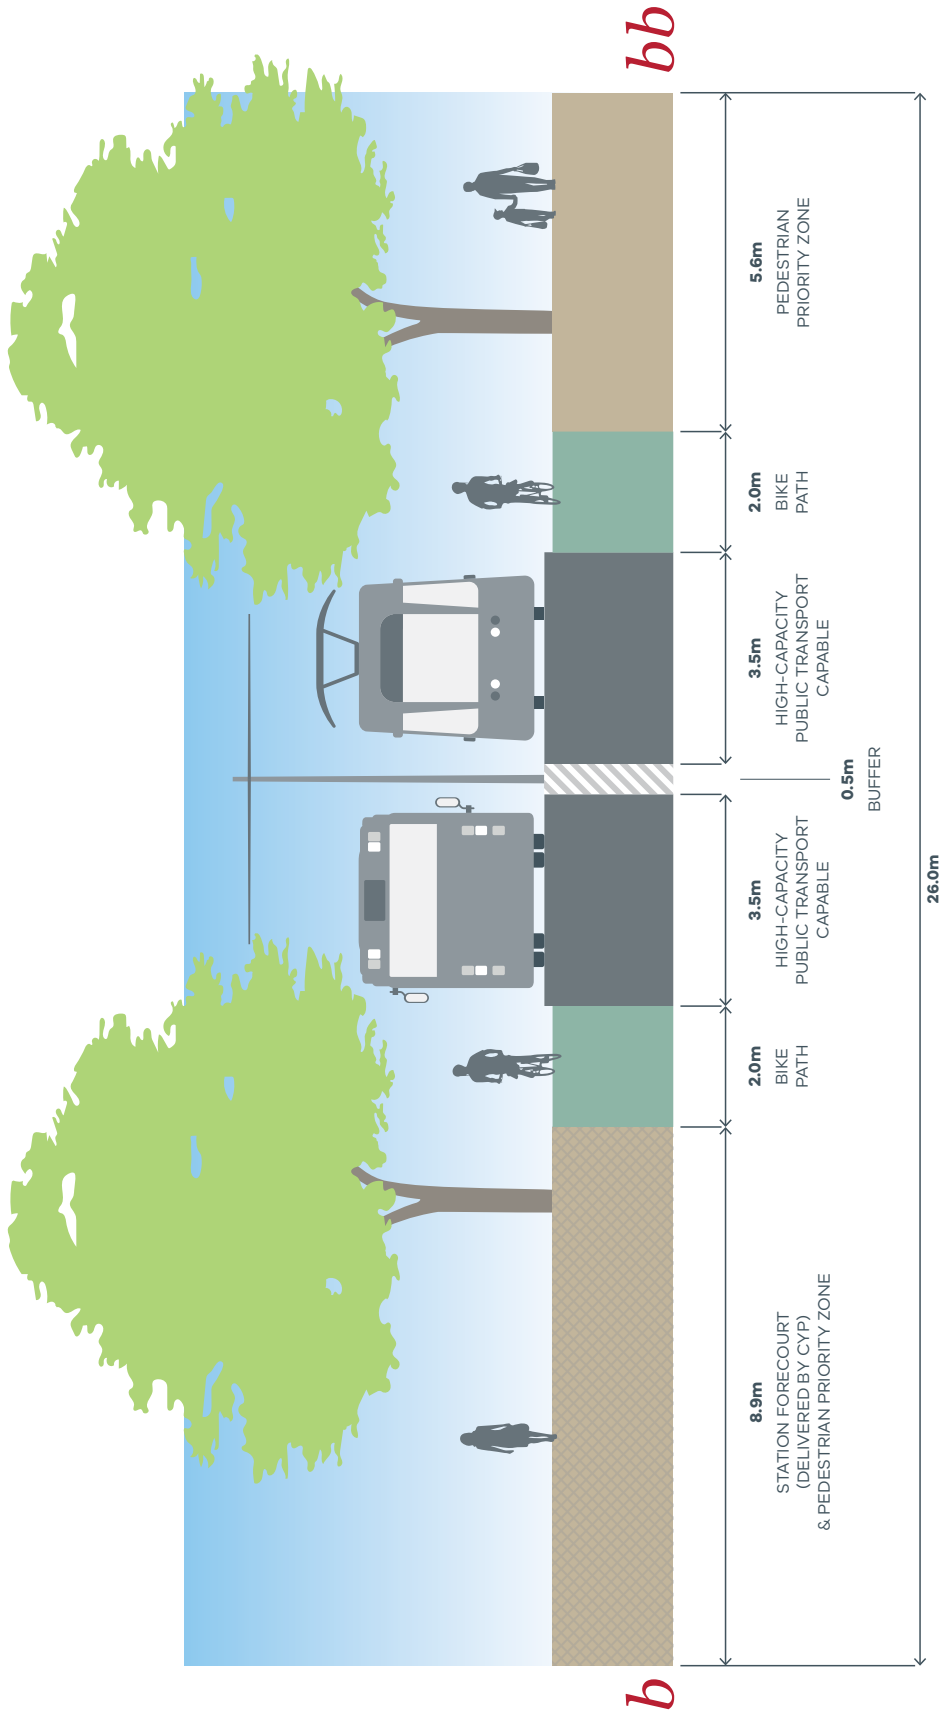 b
bb
8.9m
STATION FORECOURT
(DELIVERED BY CYP)
& PEDESTRIAN PRIORITY ZONE
2.0m
BIKE
PATH
3.5m
HIGH-CAPACITY
PUBLIC TRANSPORT
CAPABLE
0.5m
BUFFER
3.5m
HIGH-CAPACITY
PUBLIC TRANSPORT
CAPABLE
2.0m
BIKE
PATH
5.6m
PEDESTRIAN
PRIORITY ZONE
26.0m